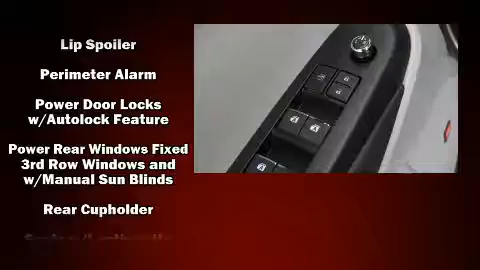 Lip Spoiler
Perimeter Alarm
Power Door Locks
w/Autolock Feature
Power Rear Windows Fixed
3rd Row Windows and
w/Manual Sun Blinds
Rear Cupholder